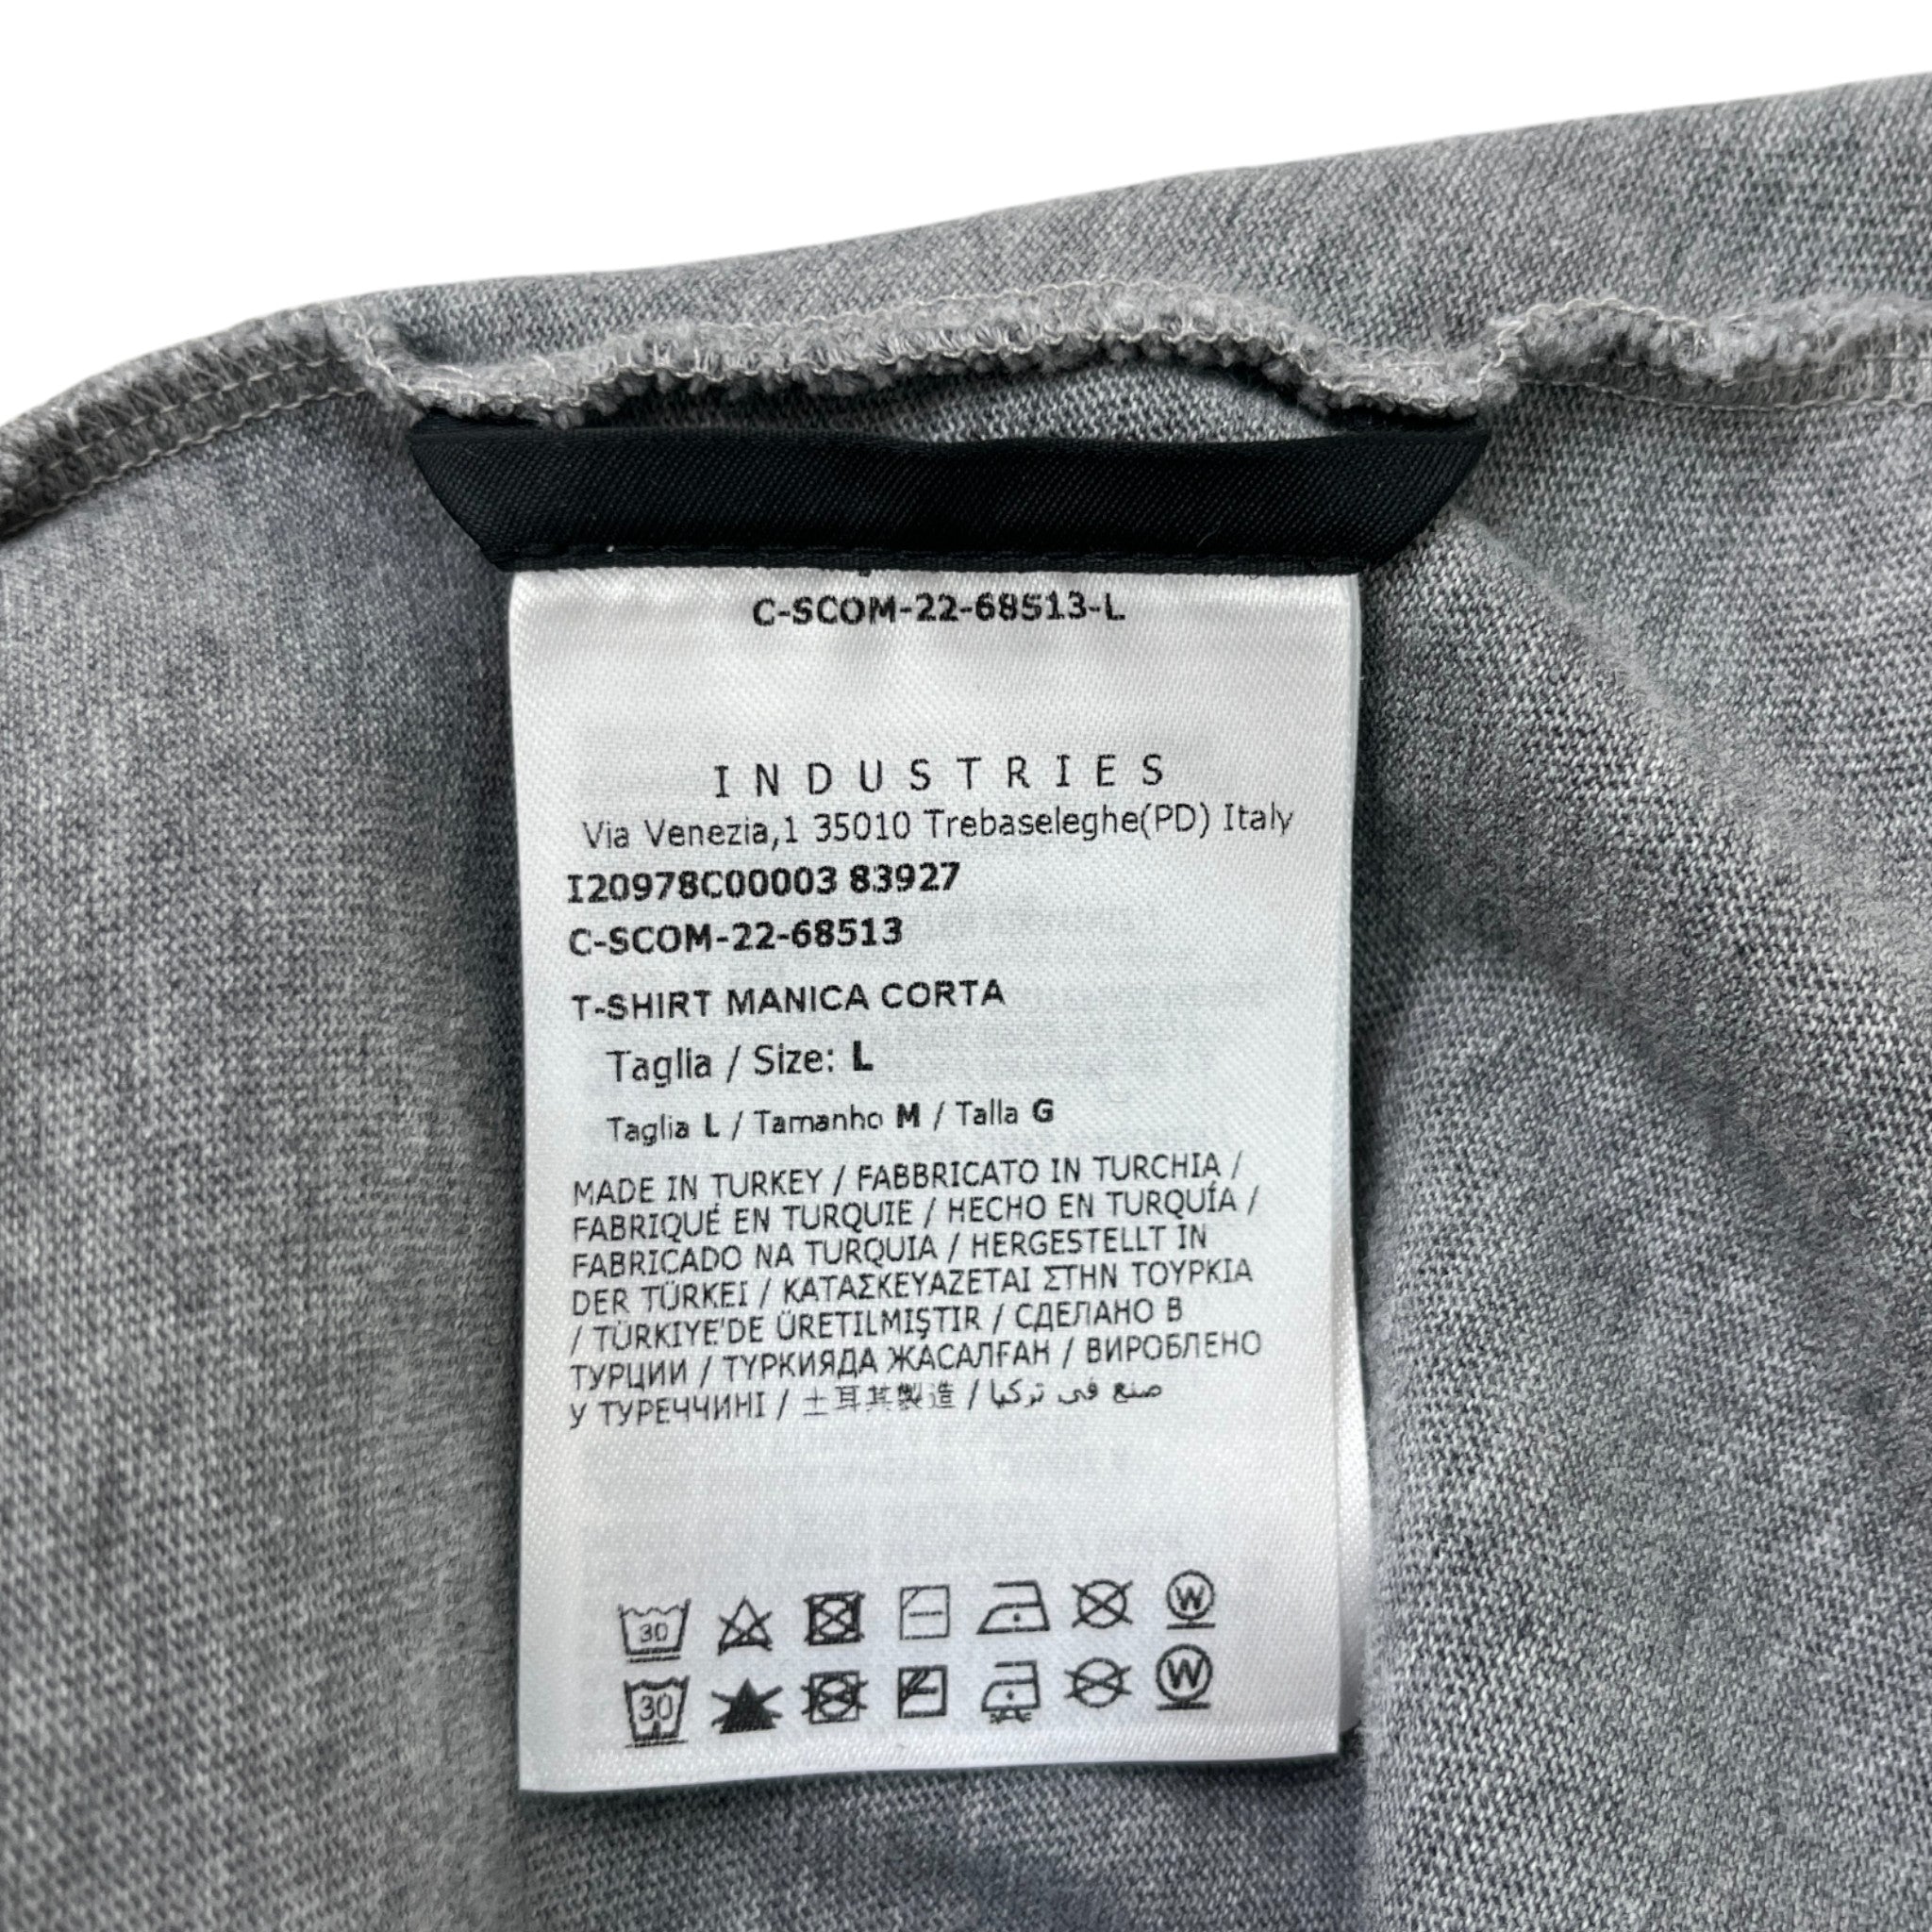 C-SCOM-22-68513-L
INDUSTRIES
Via Venezia,1 35010 Trebaseleghe(PD) Italy
I20978C00003 83927
C-SCOM-22-68513
T-SHIRT MANICA CORTA
Taglia / Size: L
Taglia L / Tamanho M / Talla G
MADE IN TURKEY / FABBRICATO IN TURCHIA /
FABRIQUÉ EN TURQUIE / HECHO EN TURQUÍA /
FABRICADO NA TURQUIA / HERGESTELLT IN
DER TÜRKEI / ΚΑΤΑΣΚΕΥΑΖΕΤΑΙ ΣΤΗΝ ΤΟΥΡΚΙΑ
/ TÜRKIYE'DE ÜRETILMIŞTIR / СДЕЛАНО В
ТУРЦИИ / ТҮРКИЯДА ЖАСАЛҒАН / ВИРОБЛЕНО
У ТУРЕЧЧИНІ / 土耳其製造 / صنع في تركيا
30 W
30 W